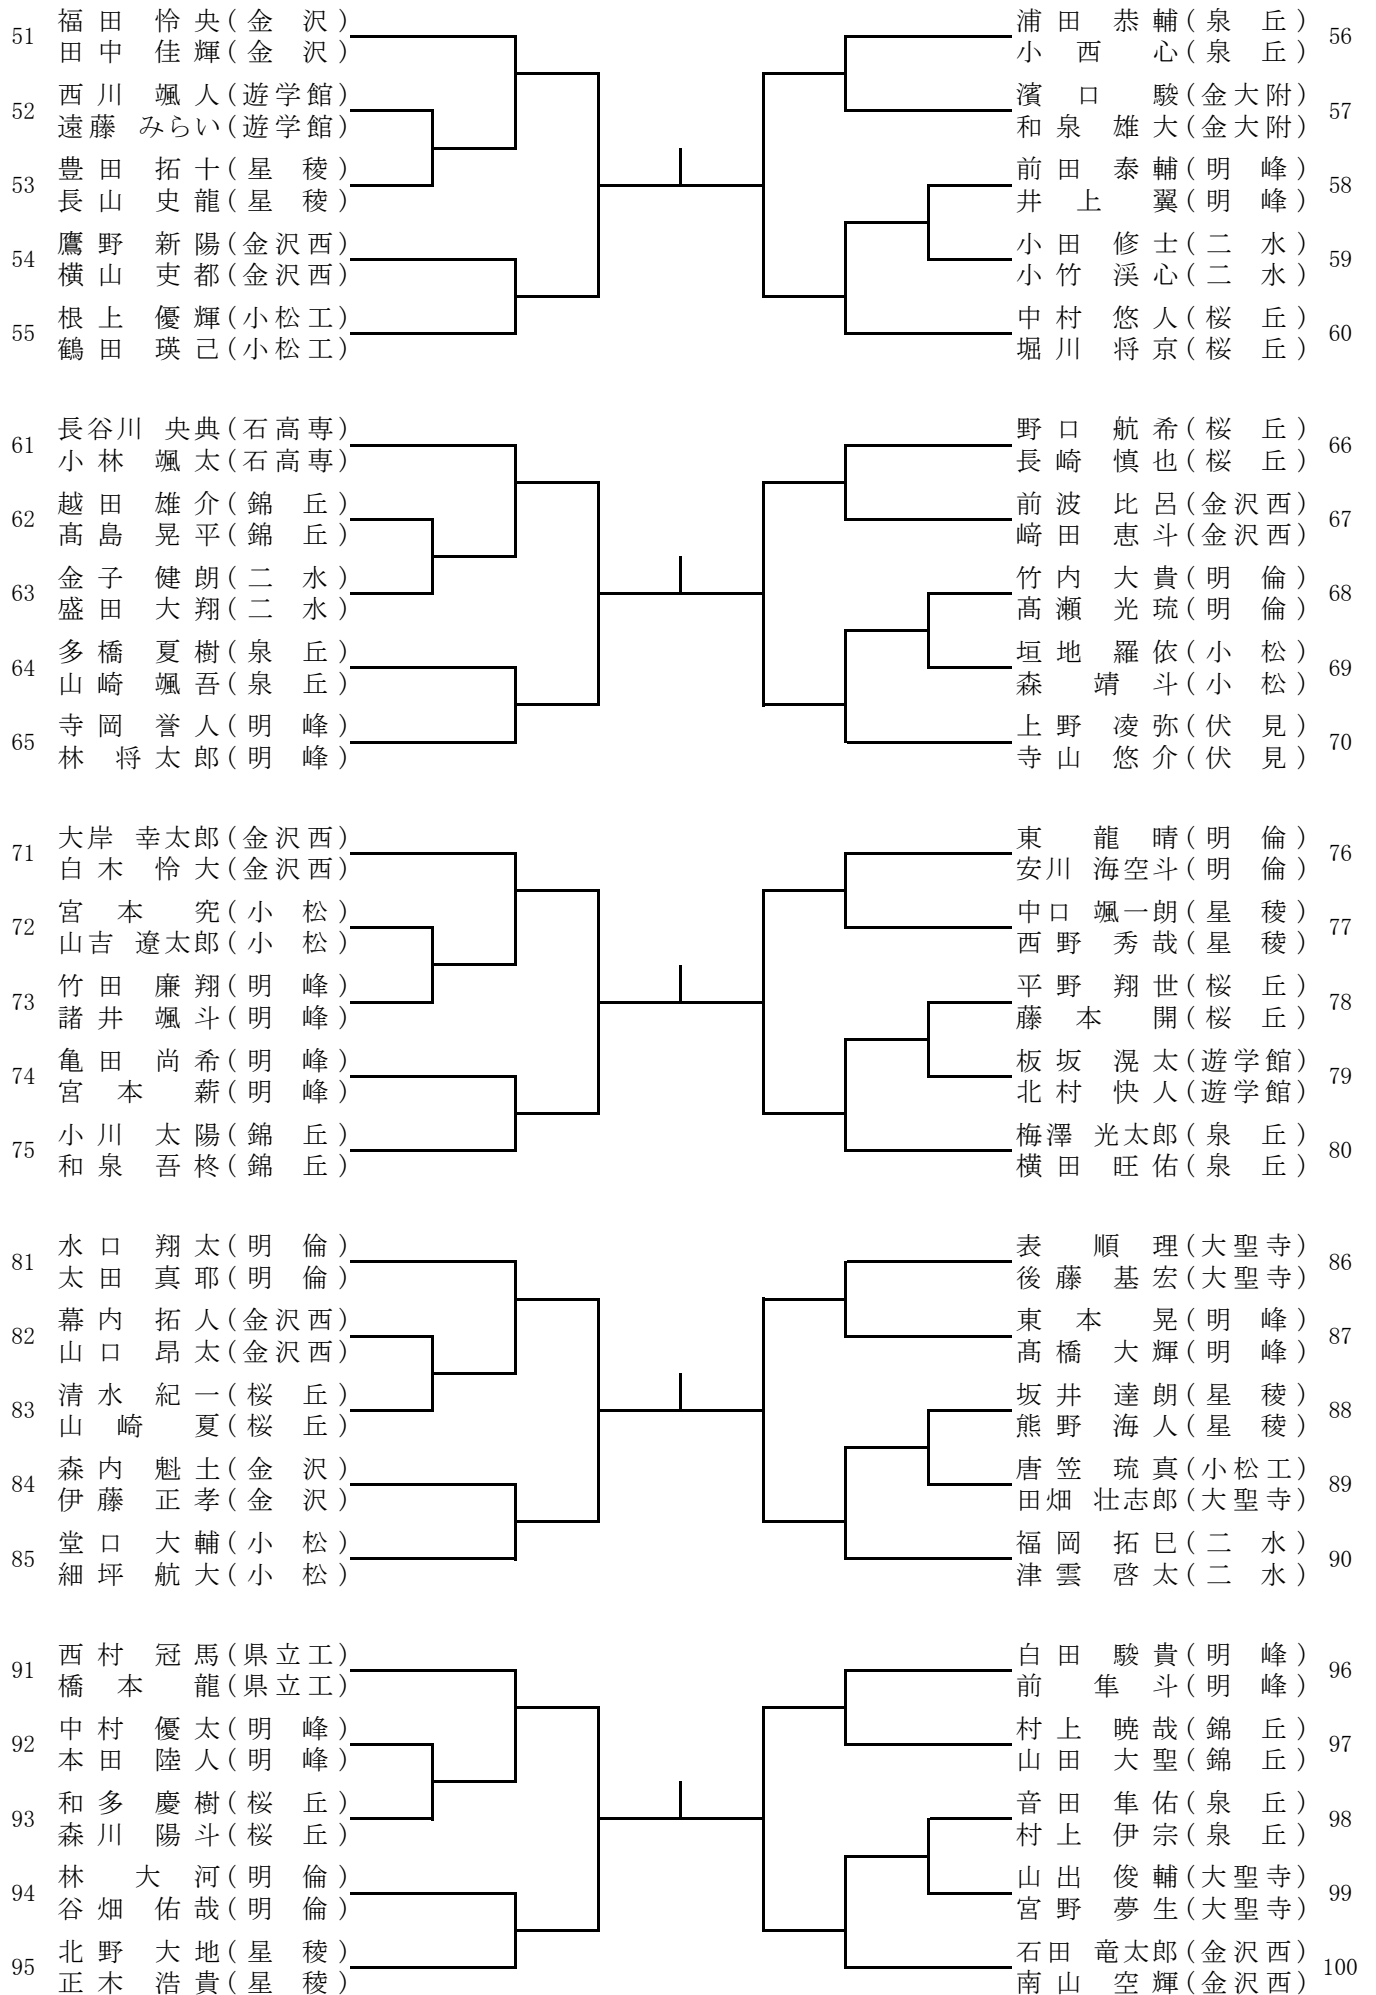 51 福田 怜央(金沢)
田中 佳輝(金沢)
52 西川 颯人(遊学館)
遠藤 みらい(遊学館)
53 豊田 拓十(星稜)
長山 史龍(星稜)
54 鷹野 新陽(金沢西)
横山 吏都(金沢西)
55 根上 優輝(小松工)
鶴田 瑛己(小松工)
浦田 恭輔(泉丘) 56
小西 心(泉丘)
濱口 駿(金大附) 57
和泉 雄大(金大附)
前田 泰輔(明峰) 58
井上 翼(明峰)
小田 修士(二水) 59
小竹 渓心(二水)
中村 悠人(桜丘) 60
堀川 将京(桜丘)
61 長谷川 央典(石高専)
小林 颯太(石高専)
62 越田 雄介(錦丘)
髙島 晃平(錦丘)
63 金子 健朗(二水)
盛田 大翔(二水)
64 多橋 夏樹(泉丘)
山崎 颯吾(泉丘)
65 寺岡 誉人(明峰)
林 将太郎(明峰)
野口 航希(桜丘) 66
長崎 慎也(桜丘)
前波 比呂(金沢西) 67
﨑田 恵斗(金沢西)
竹内 大貴(明倫) 68
髙瀬 光琉(明倫)
垣地 羅依(小松) 69
森 靖斗(小松)
上野 凌弥(伏見) 70
寺山 悠介(伏見)
71 大岸 幸太郎(金沢西)
白木 怜大(金沢西)
72 宮本 究(小松)
山吉 遼太郎(小松)
73 竹田 廉翔(明峰)
諸井 颯斗(明峰)
74 亀田 尚希(明峰)
宮本 薪(明峰)
75 小川 太陽(錦丘)
和泉 吾柊(錦丘)
東 龍晴(明倫) 76
安川 海空斗(明倫)
中口 颯一朗(星稜) 77
西野 秀哉(星稜)
平野 翔世(桜丘) 78
藤本 開(桜丘)
板坂 滉太(遊学館) 79
北村 快人(遊学館)
梅澤 光太郎(泉丘) 80
横田 旺佑(泉丘)
81 水口 翔太(明倫)
太田 真耶(明倫)
82 幕内 拓人(金沢西)
山口 昂太(金沢西)
83 清水 紀一(桜丘)
山崎 夏(桜丘)
84 森内 魁士(金沢)
伊藤 正孝(金沢)
85 堂口 大輔(小松)
細坪 航大(小松)
表 順理(大聖寺) 86
後藤 基宏(大聖寺)
東本 晃(明峰) 87
髙橋 大輝(明峰)
坂井 達朗(星稜) 88
熊野 海人(星稜)
唐笠 琉真(小松工) 89
田畑 壮志郎(大聖寺)
福岡 拓巳(二水) 90
津雲 啓太(二水)
91 西村 冠馬(県立工)
橋本 龍(県立工)
92 中村 優太(明峰)
本田 陸人(明峰)
93 和多 慶樹(桜丘)
森川 陽斗(桜丘)
94 林 大河(明倫)
谷畑 佑哉(明倫)
95 北野 大地(星稜)
正木 浩貴(星稜)
白田 駿貴(明峰) 96
前 隼斗(明峰)
村上 暁哉(錦丘) 97
山田 大聖(錦丘)
音田 隼佑(泉丘) 98
村上 伊宗(泉丘)
山出 俊輔(大聖寺) 99
宮野 夢生(大聖寺)
石田 竜太郎(金沢西) 100
南山 空輝(金沢西)